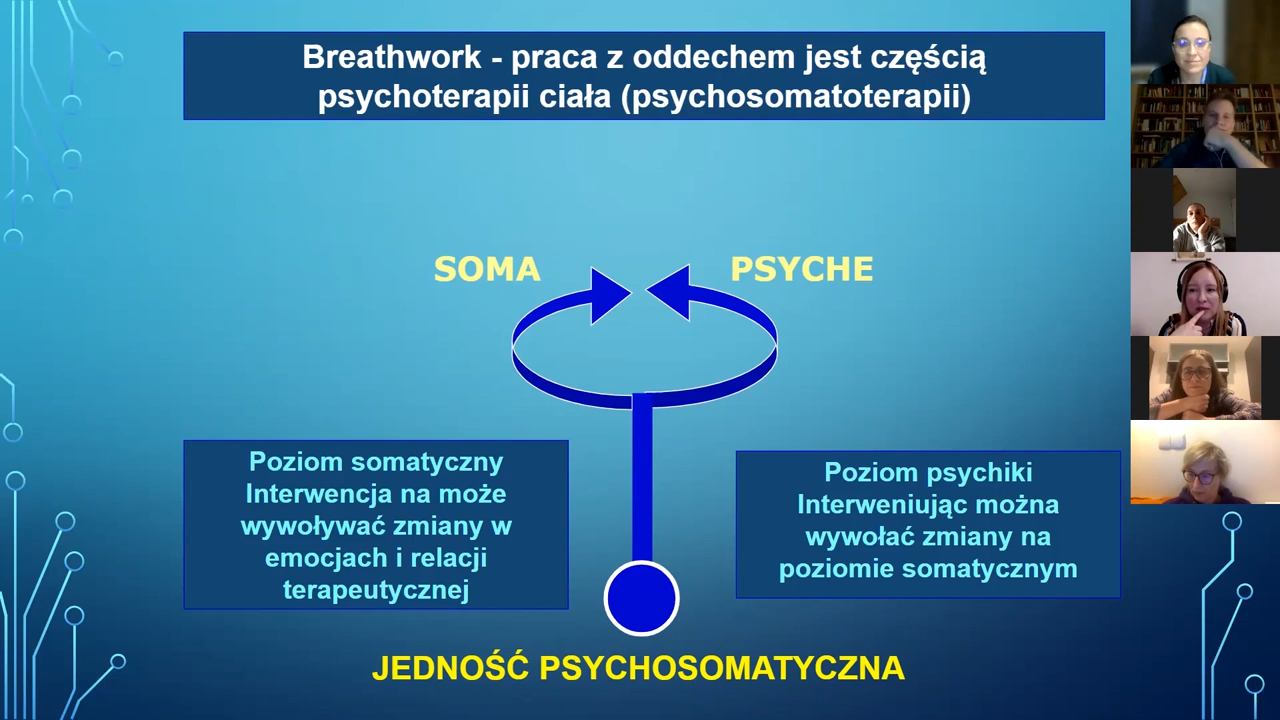 Breathwork - praca z oddechem jest częścią
psychoterapii ciała (psychosomatoterapii)
SOMA
PSYCHE
Poziom somatyczny
Interwencja na może
wywoływać zmiany w
emocjach i relacji
terapeutycznej
Poziom psychiki
Interweniując można
wywołać zmiany na
poziomie somatycznym
JEDNOŚĆ PSYCHOSOMATYCZNA